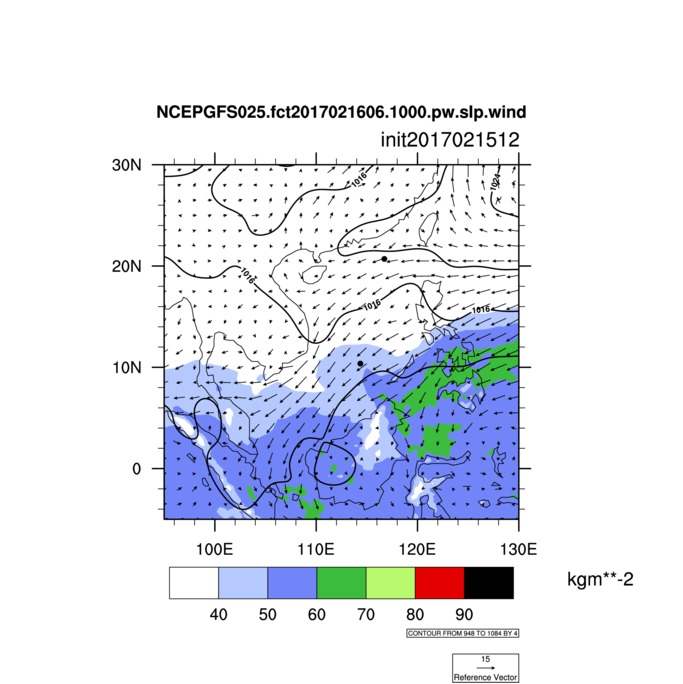 NCEPGFS025.fct2017021606.1000.pw.slp.wind
init2017021512
30N
20N
10N
0
1016
1024
1016
1016
1016
100E 110E 120E 130E
40 50 60 70 80 90
kgm**-2
CONTOUR FROM 948 TO 1084 BY 4
15
Reference Vector